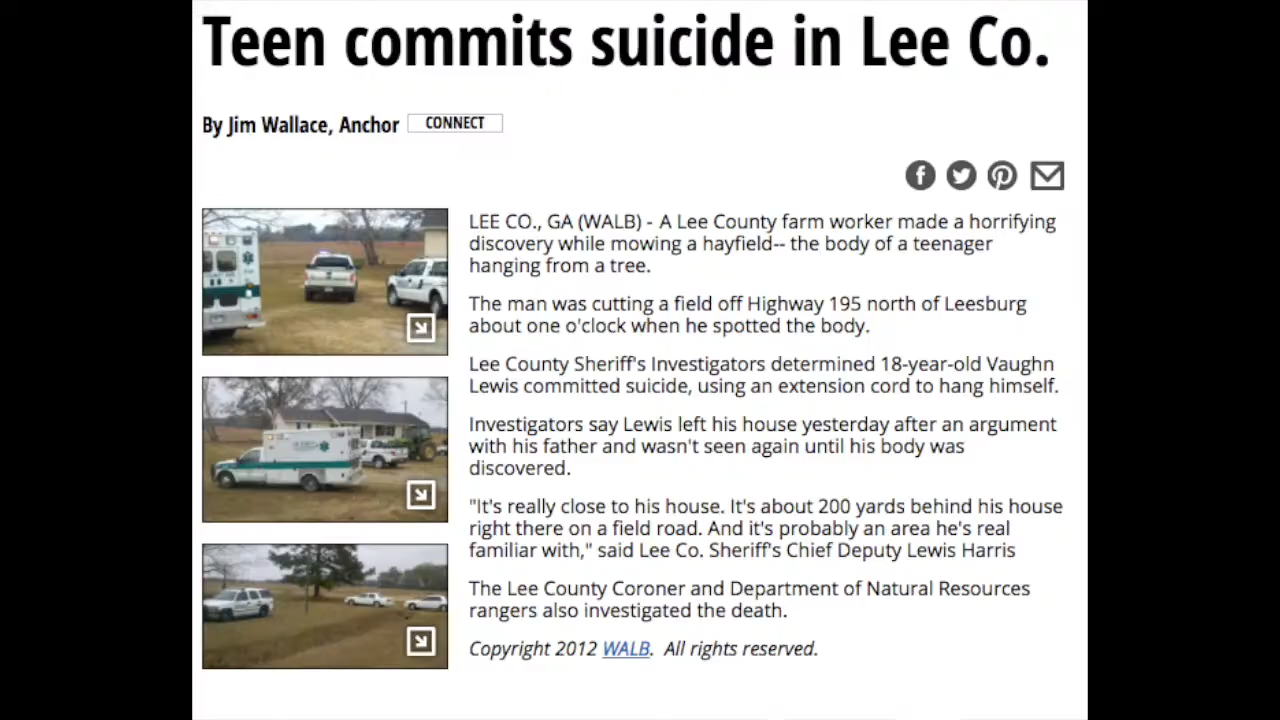 Teen commits suicide in Lee Co.
By Jim Wallace, Anchor CONNECT
LEE CO., GA (WALB) - A Lee County farm worker made a horrifying
discovery while mowing a hayfield-- the body of a teenager
hanging from a tree.
The man was cutting a field off Highway 195 north of Leesburg
about one o'clock when he spotted the body.
Lee County Sheriff's Investigators determined 18-year-old Vaughn
Lewis committed suicide, using an extension cord to hang himself.
Investigators say Lewis left his house yesterday after an argument
with his father and wasn't seen again until his body was
discovered.
"It's really close to his house. It's about 200 yards behind his house
right there on a field road. And it's probably an area he's real
familiar with," said Lee Co. Sheriff's Chief Deputy Lewis Harris
The Lee County Coroner and Department of Natural Resources
rangers also investigated the death.
Copyright 2012 WALB. All rights reserved.